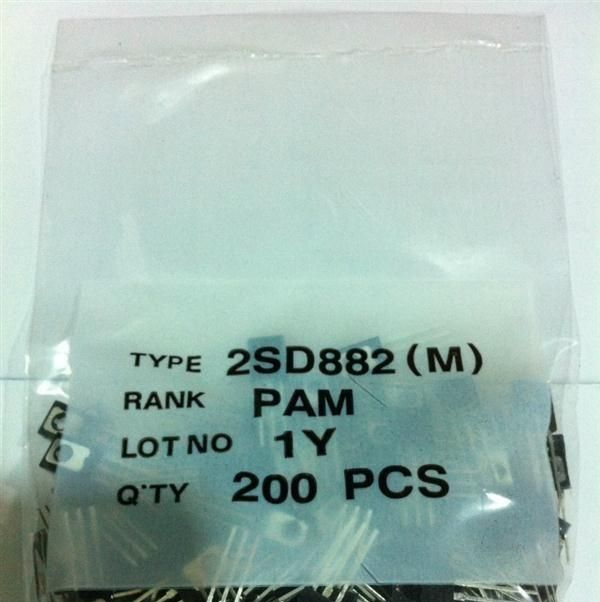 TYPE 2SD882(M)
RANK PAM
LOT NO 1Y
Q'TY 200 PCS